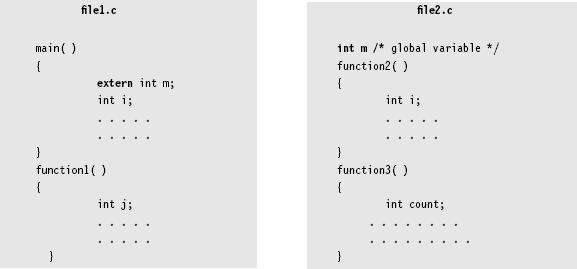 file1.c
main( )
{
extern int m;
int i;
. . . . .
. . . . .
}
function1( )
{
int j;
. . . . .
. . . . .
}
file2.c
int m /* global variable */
function2( )
{
int i;
. . . . .
. . . . .
}
function3( )
{
int count;
. . . . . . . .
. . . . . . . . .
}